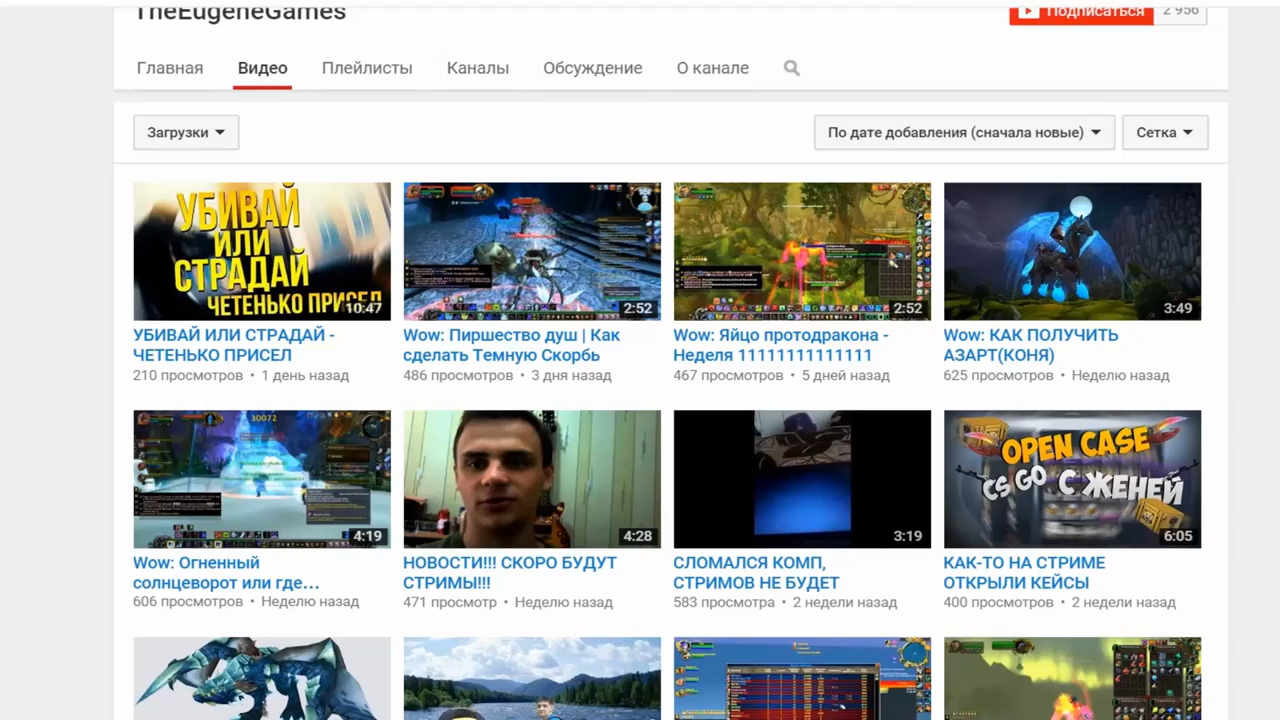 TheEugeneGames
Подписаться 2 956
Главная Видео Плейлисты Каналы Обсуждение О канале
Загрузки По дате добавления (сначала новые) Сетка
УБИВАЙ
ИЛИ
СТРАДАЙ
ЧЕТЕНЬКО ПРИСЕЛ
10:47
2:52
2:52
3:49
УБИВАЙ ИЛИ СТРАДАЙ -
ЧЕТЕНЬКО ПРИСЕЛ
210 просмотров • 1 день назад
Wow: Пиршество душ | Как
сделать Темную Скорбь
486 просмотров • 3 дня назад
Wow: Яйцо протодракона -
Неделя 11111111111111
467 просмотров • 5 дней назад
Wow: КАК ПОЛУЧИТЬ
АЗАРТ(КОНЯ)
625 просмотров • Неделю назад
30072
4:19
4:28
3:19
OPEN CASE
CS GO С ЖЕНЕЙ
6:05
Wow: Огненный
солнцеворот или где...
606 просмотров • Неделю назад
НОВОСТИ!!! СКОРО БУДУТ
СТРИМЫ!!!
471 просмотр • Неделю назад
СЛОМАЛСЯ КОМП,
СТРИМОВ НЕ БУДЕТ
583 просмотра • 2 недели назад
КАК-ТО НА СТРИМЕ
ОТКРЫЛИ КЕЙСЫ
400 просмотров • 2 недели назад